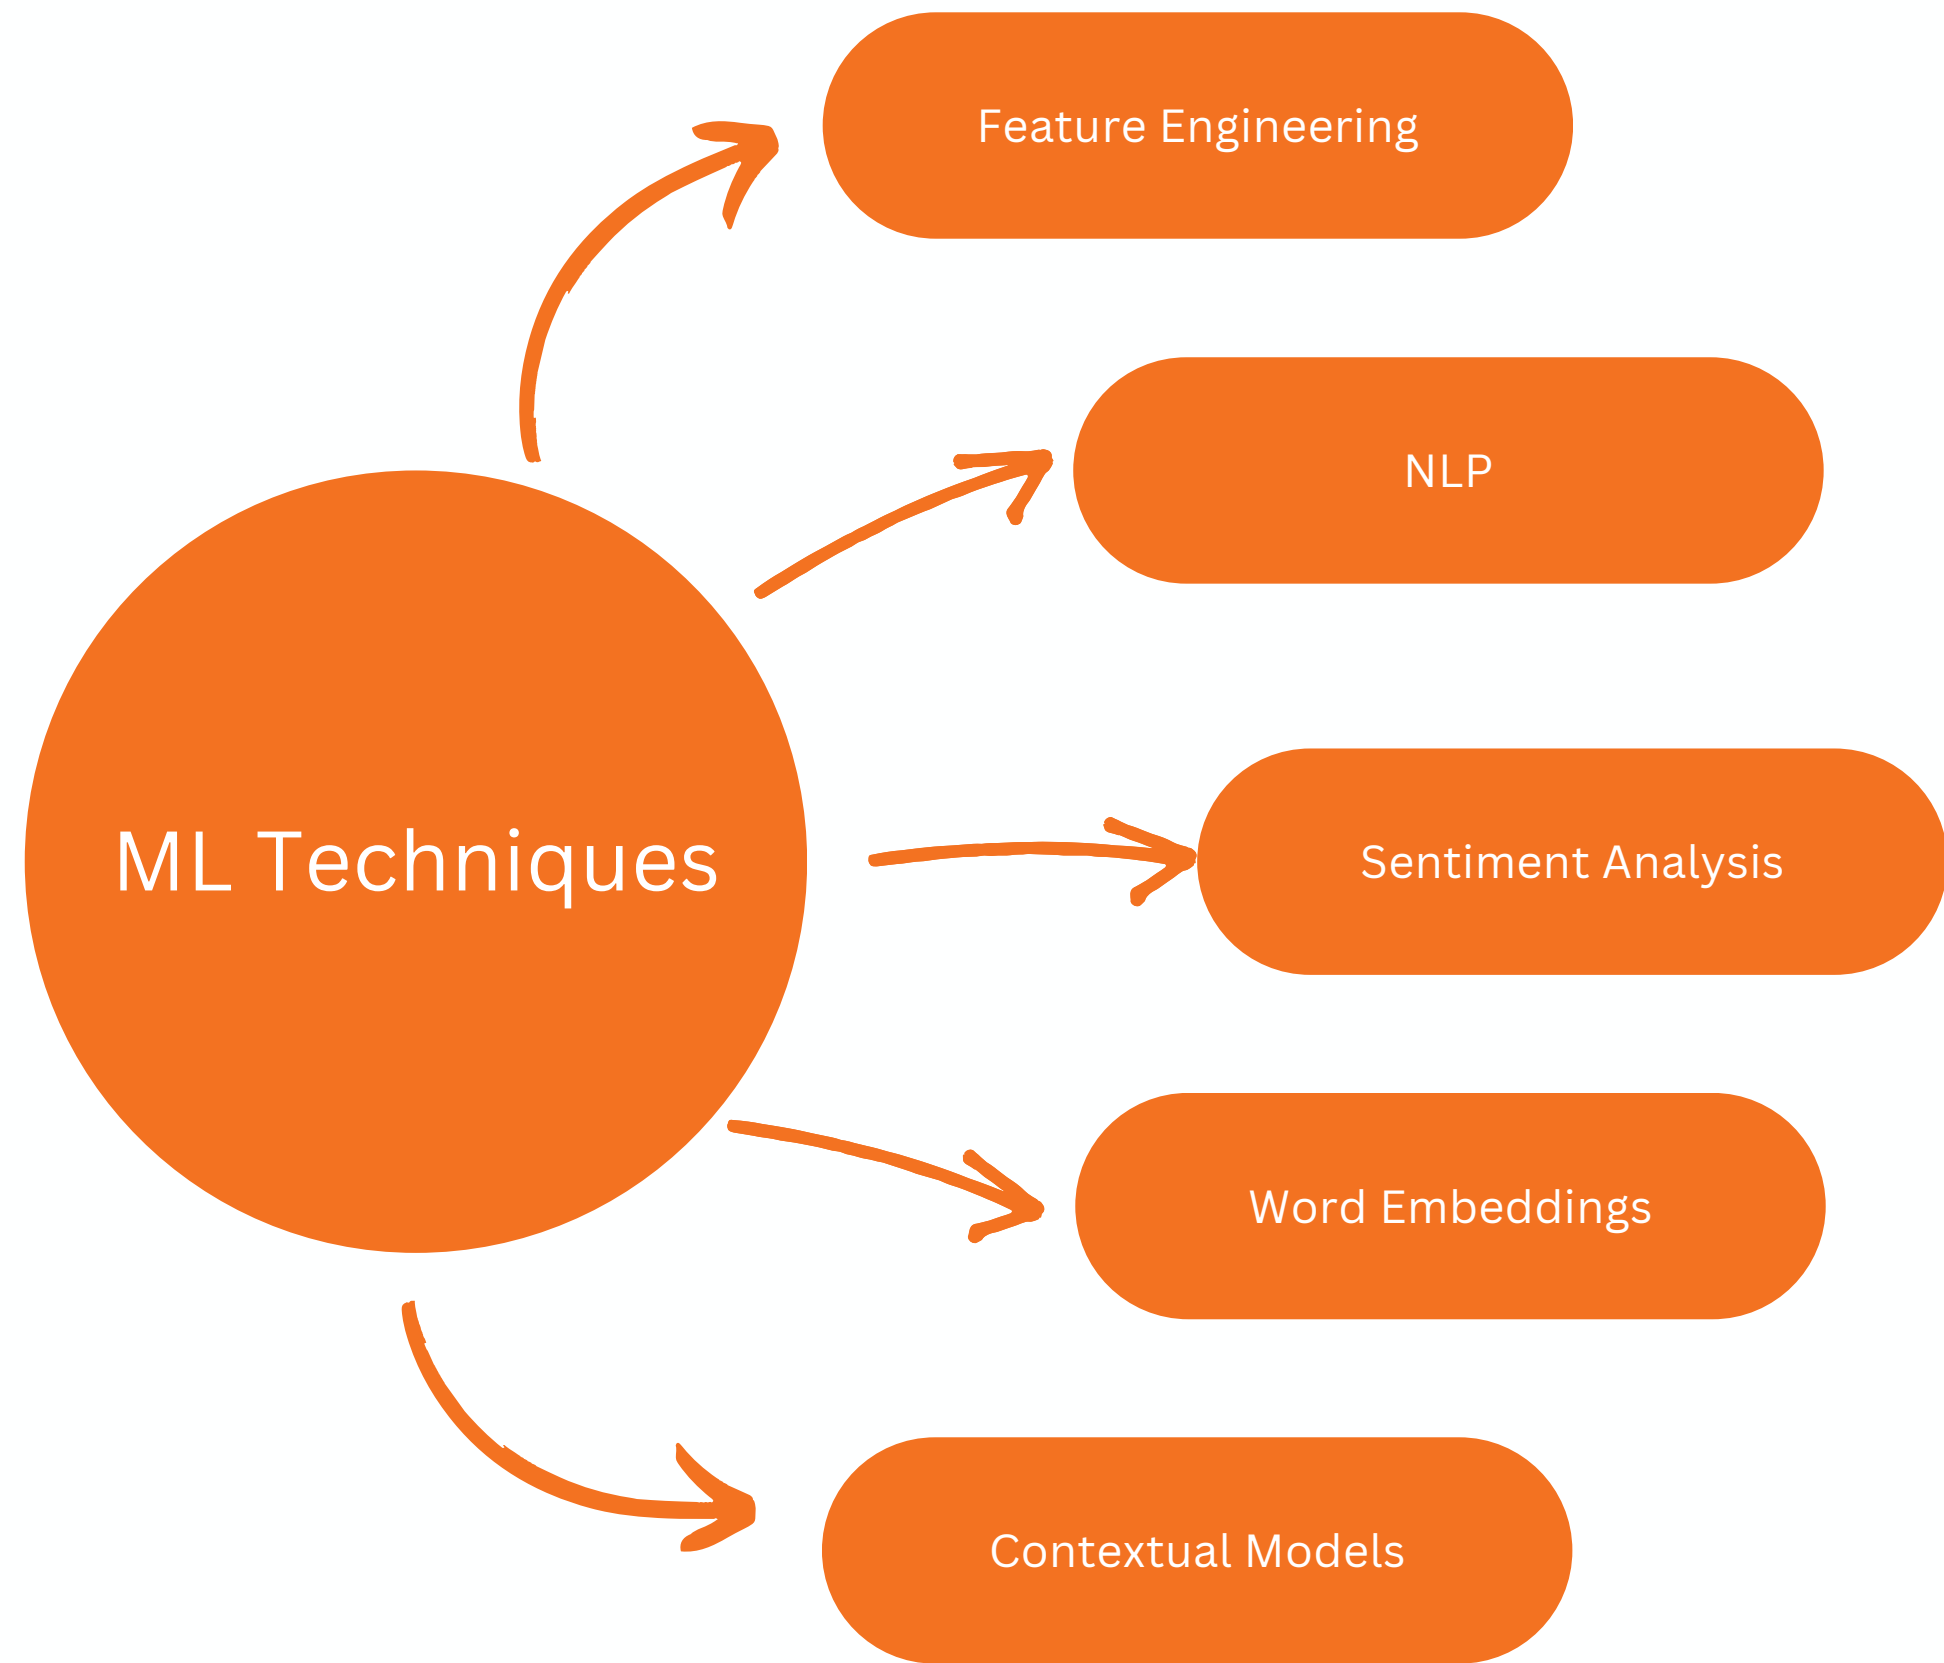 Feature Engineering
NLP
ML Techniques
Sentiment Analysis
Word Embeddings
Contextual Models